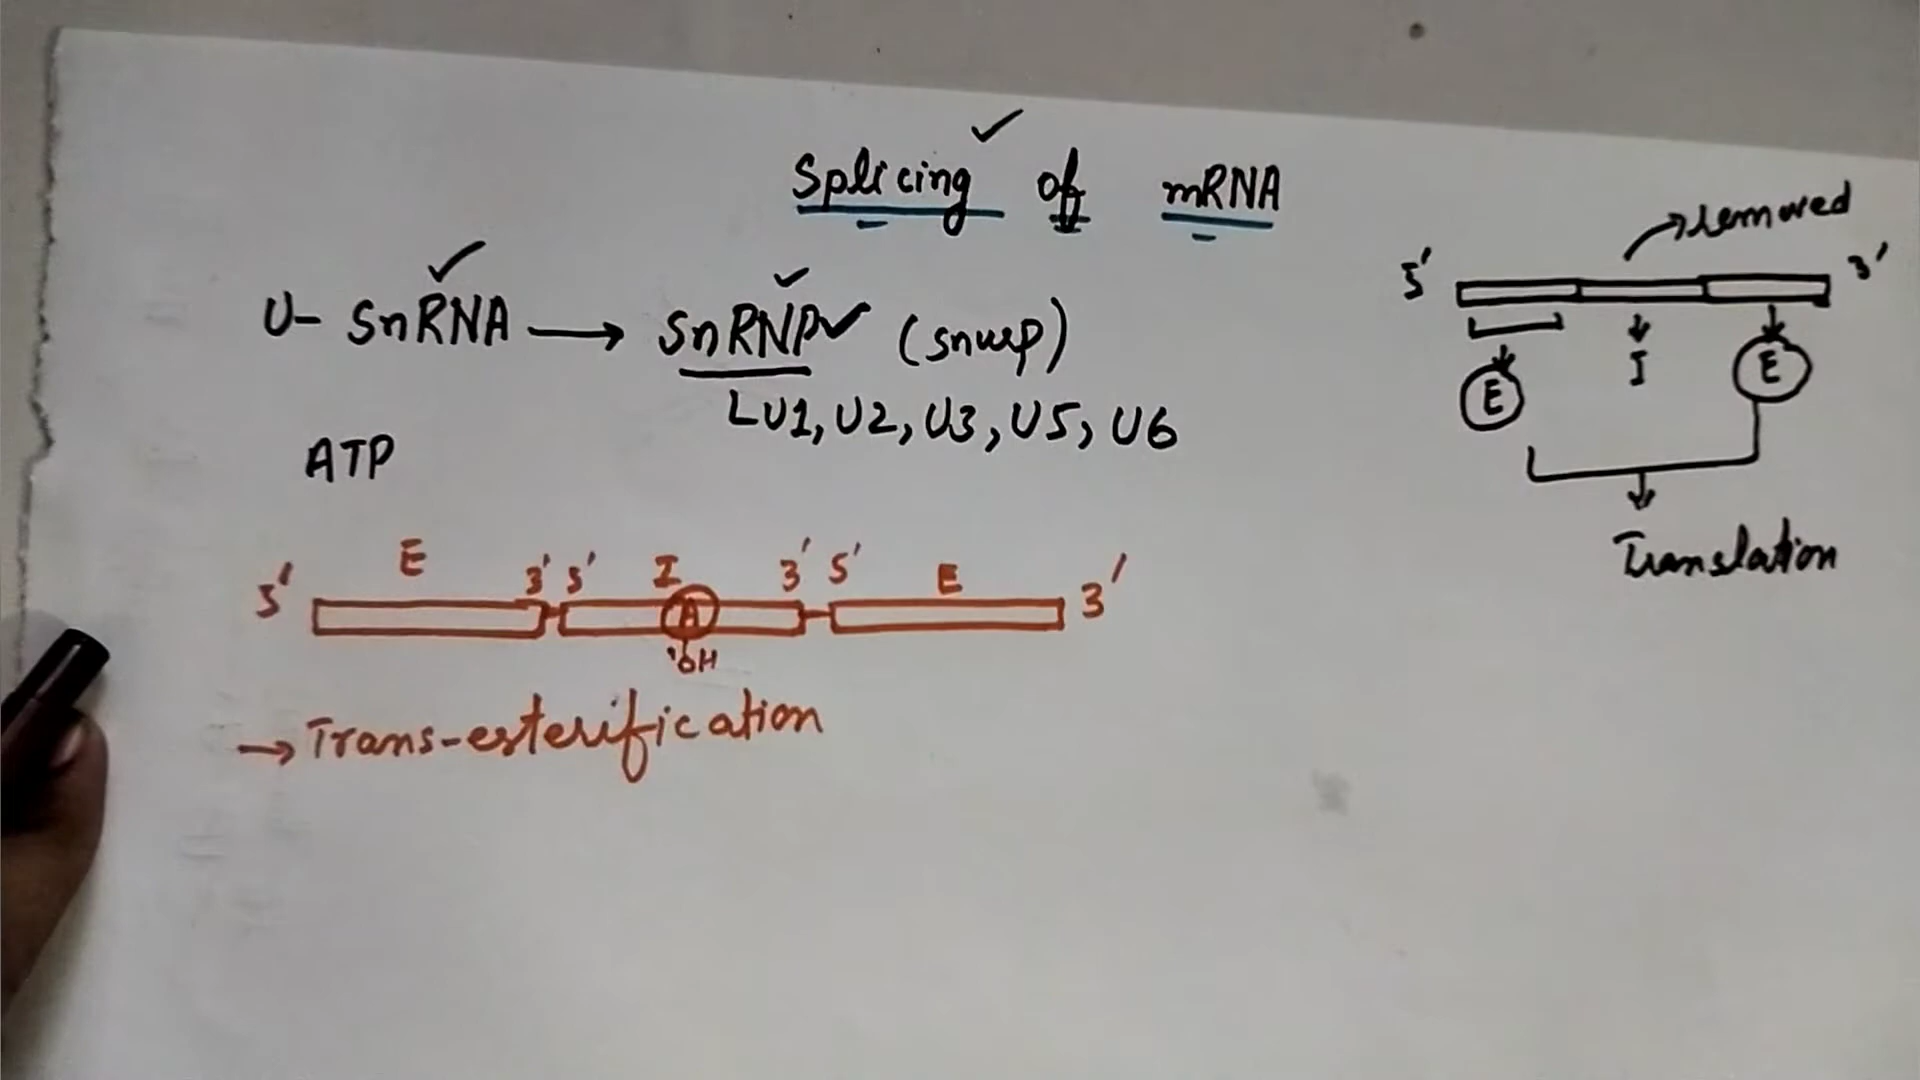 Splicing of mRNA
U- SnRNA → SnRNP (snurp)
U1, U2, U3, U5, U6
ATP
5' E 3' 5' I 3' 5' E 3'
A
'OH
→ Trans-esterification
removed
5' 3'
E I E
Translation